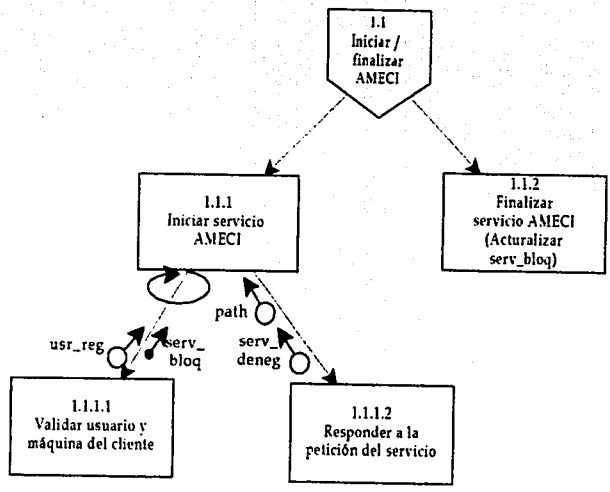 1.1
Iniciar /
finalizar
AMECI
1.1.1
Iniciar servicio
AMECI
1.1.2
Finalizar
servicio AMECI
(Acturalizar
serv_bloq)
path
usr_reg
serv_
bloq
serv_
deneg
1.1.1.1
Validar usuario y
máquina del cliente
1.1.1.2
Responder a la
petición del servicio